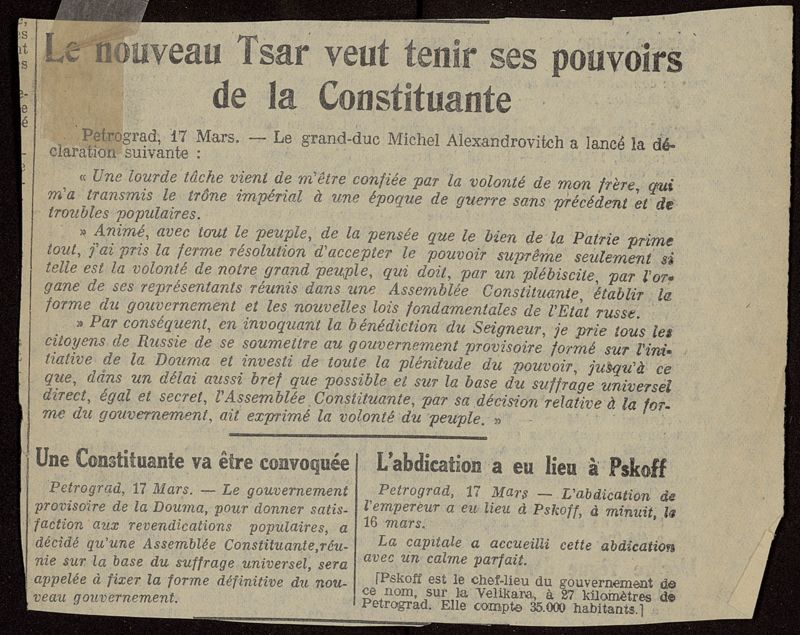 Le nouveau Tsar veut tenir ses pouvoirs
de la Constituante
Petrograd, 17 Mars. — Le grand-duc Michel Alexandrovitch a lancé la dé-
claration suivante :
« Une lourde tâche vient de m'être confiée par la volonté de mon frère, qui
m'a transmis le trône impérial à une époque de guerre sans précédent et de
troubles populaires.
» Animé, avec tout le peuple, de la pensée que le bien de la Patrie prime
tout, j'ai pris la ferme résolution d'accepter le pouvoir suprême seulement si
telle est la volonté de notre grand peuple, qui doit, par un plébiscite, par l'or-
gane de ses représentants réunis dans une Assemblée Constituante, établir la
forme du gouvernement et les nouvelles lois fondamentales de l'Etat russe.
» Par conséquent, en invoquant la bénédiction du Seigneur, je prie tous les
citoyens de Russie de se soumettre au gouvernement provisoire formé sur l'ini-
tiative de la Douma et investi de toute la plénitude du pouvoir, jusqu'à ce
que, dans un délai aussi bref que possible et sur la base du suffrage universel
direct, égal et secret, l'Assemblée Constituante, par sa décision relative à la for-
me du gouvernement, ait exprimé la volonté du peuple. »
Une Constituante va être convoquée
Petrograd, 17 Mars. — Le gouvernement
provisoire de la Douma, pour donner satis-
faction aux revendications populaires, a
décidé qu'une Assemblée Constituante, réu-
nie sur la base du suffrage universel, sera
appelée à fixer la forme définitive du nou-
veau gouvernement.
L'abdication a eu lieu à Pskoff
Petrograd, 17 Mars — L'abdication de
l'empereur a eu lieu à Pskoff, à minuit, le
16 mars.
La capitale a accueilli cette abdication
avec un calme parfait.
[Pskoff est le chef-lieu du gouvernement de
ce nom, sur la Velikara, à 27 kilomètres de
Petrograd. Elle compte 35.000 habitants.]